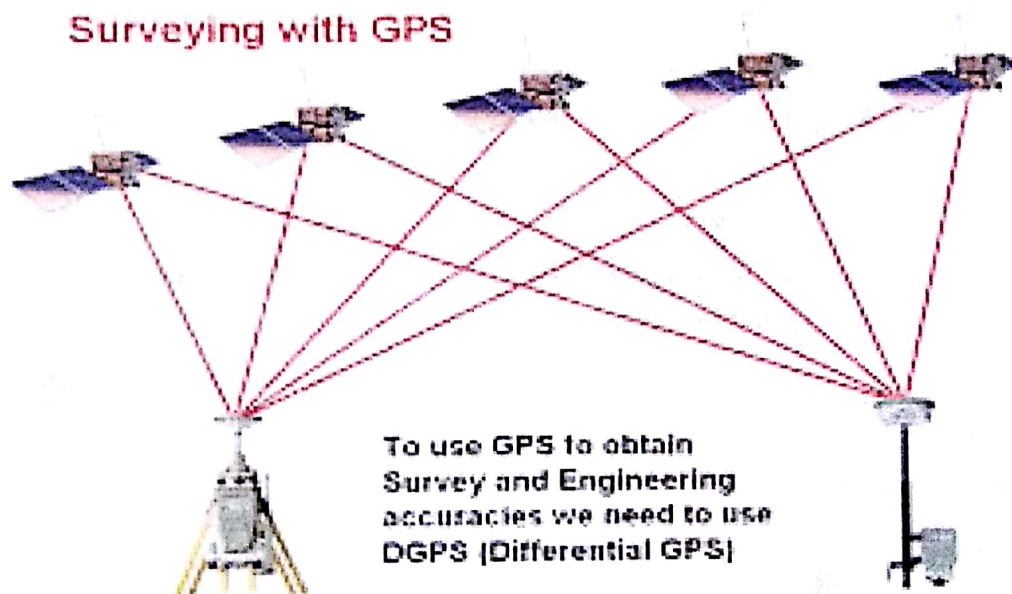 Surveying with GPS
To use GPS to obtain
Survey and Engineering
accuracies we need to use
DGPS (Differential GPS)